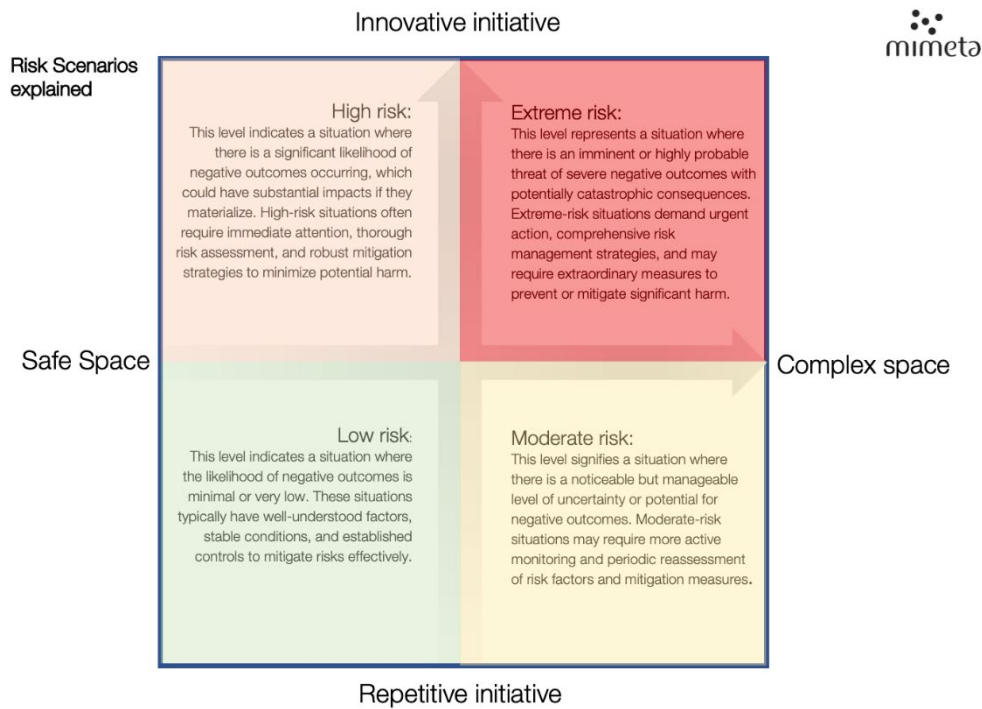 Innovative initiative
mimeta
Risk Scenarios
explained
High risk:
This level indicates a situation where
there is a significant likelihood of
negative outcomes occurring, which
could have substantial impacts if they
materialize. High-risk situations often
require immediate attention, thorough
risk assessment, and robust mitigation
strategies to minimize potential harm.
Extreme risk:
This level represents a situation where
there is an imminent or highly probable
threat of severe negative outcomes with
potentially catastrophic consequences.
Extreme-risk situations demand urgent
action, comprehensive risk
management strategies, and may
require extraordinary measures to
prevent or mitigate significant harm.
Safe Space
Complex space
Low risk:
This level indicates a situation where
the likelihood of negative outcomes is
minimal or very low. These situations
typically have well-understood factors,
stable conditions, and established
controls to mitigate risks effectively.
Moderate risk:
This level signifies a situation where
there is a noticeable but manageable
level of uncertainty or potential for
negative outcomes. Moderate-risk
situations may require more active
monitoring and periodic reassessment
of risk factors and mitigation measures.
Repetitive initiative